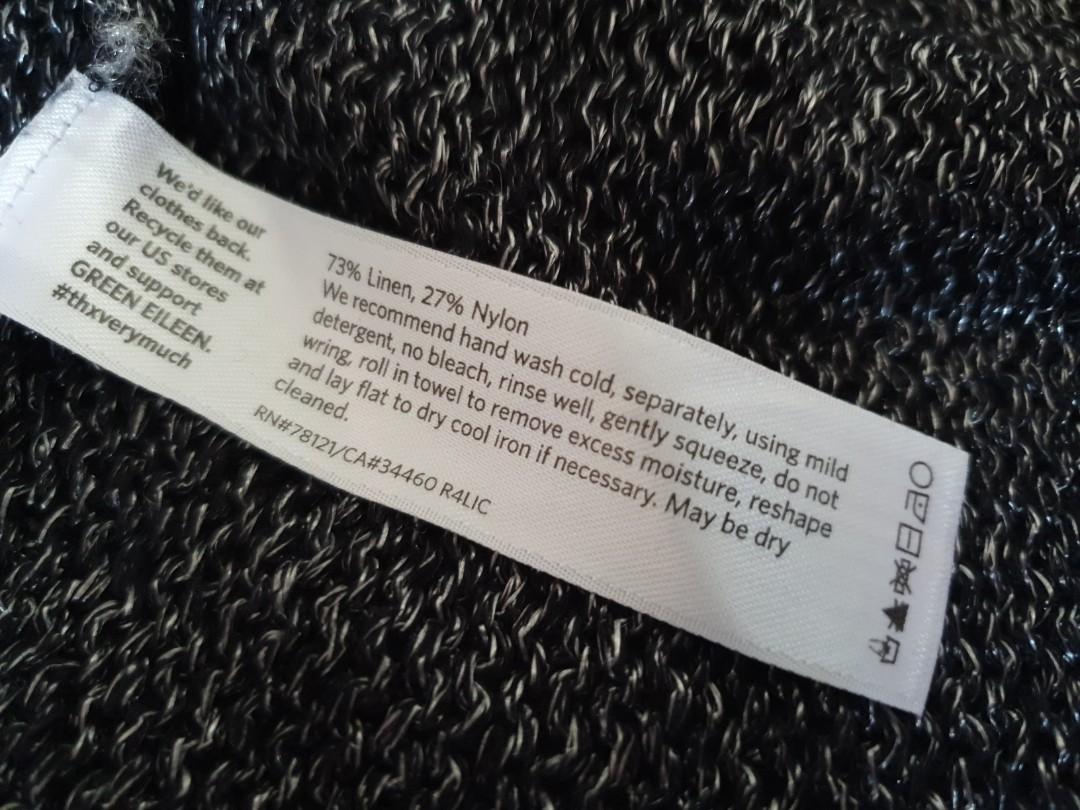 We'd like our
clothes back.
Recycle them at
our US stores
and support
GREEN EILEEN.
#thxverymuch
73% Linen, 27% Nylon
We recommend hand wash cold, separately, using mild
detergent, no bleach, rinse well, gently squeeze, do not
wring, roll in towel to remove excess moisture, reshape
and lay flat to dry cool iron if necessary. May be dry
cleaned.
RN#78121/CA#34460 R4LIC